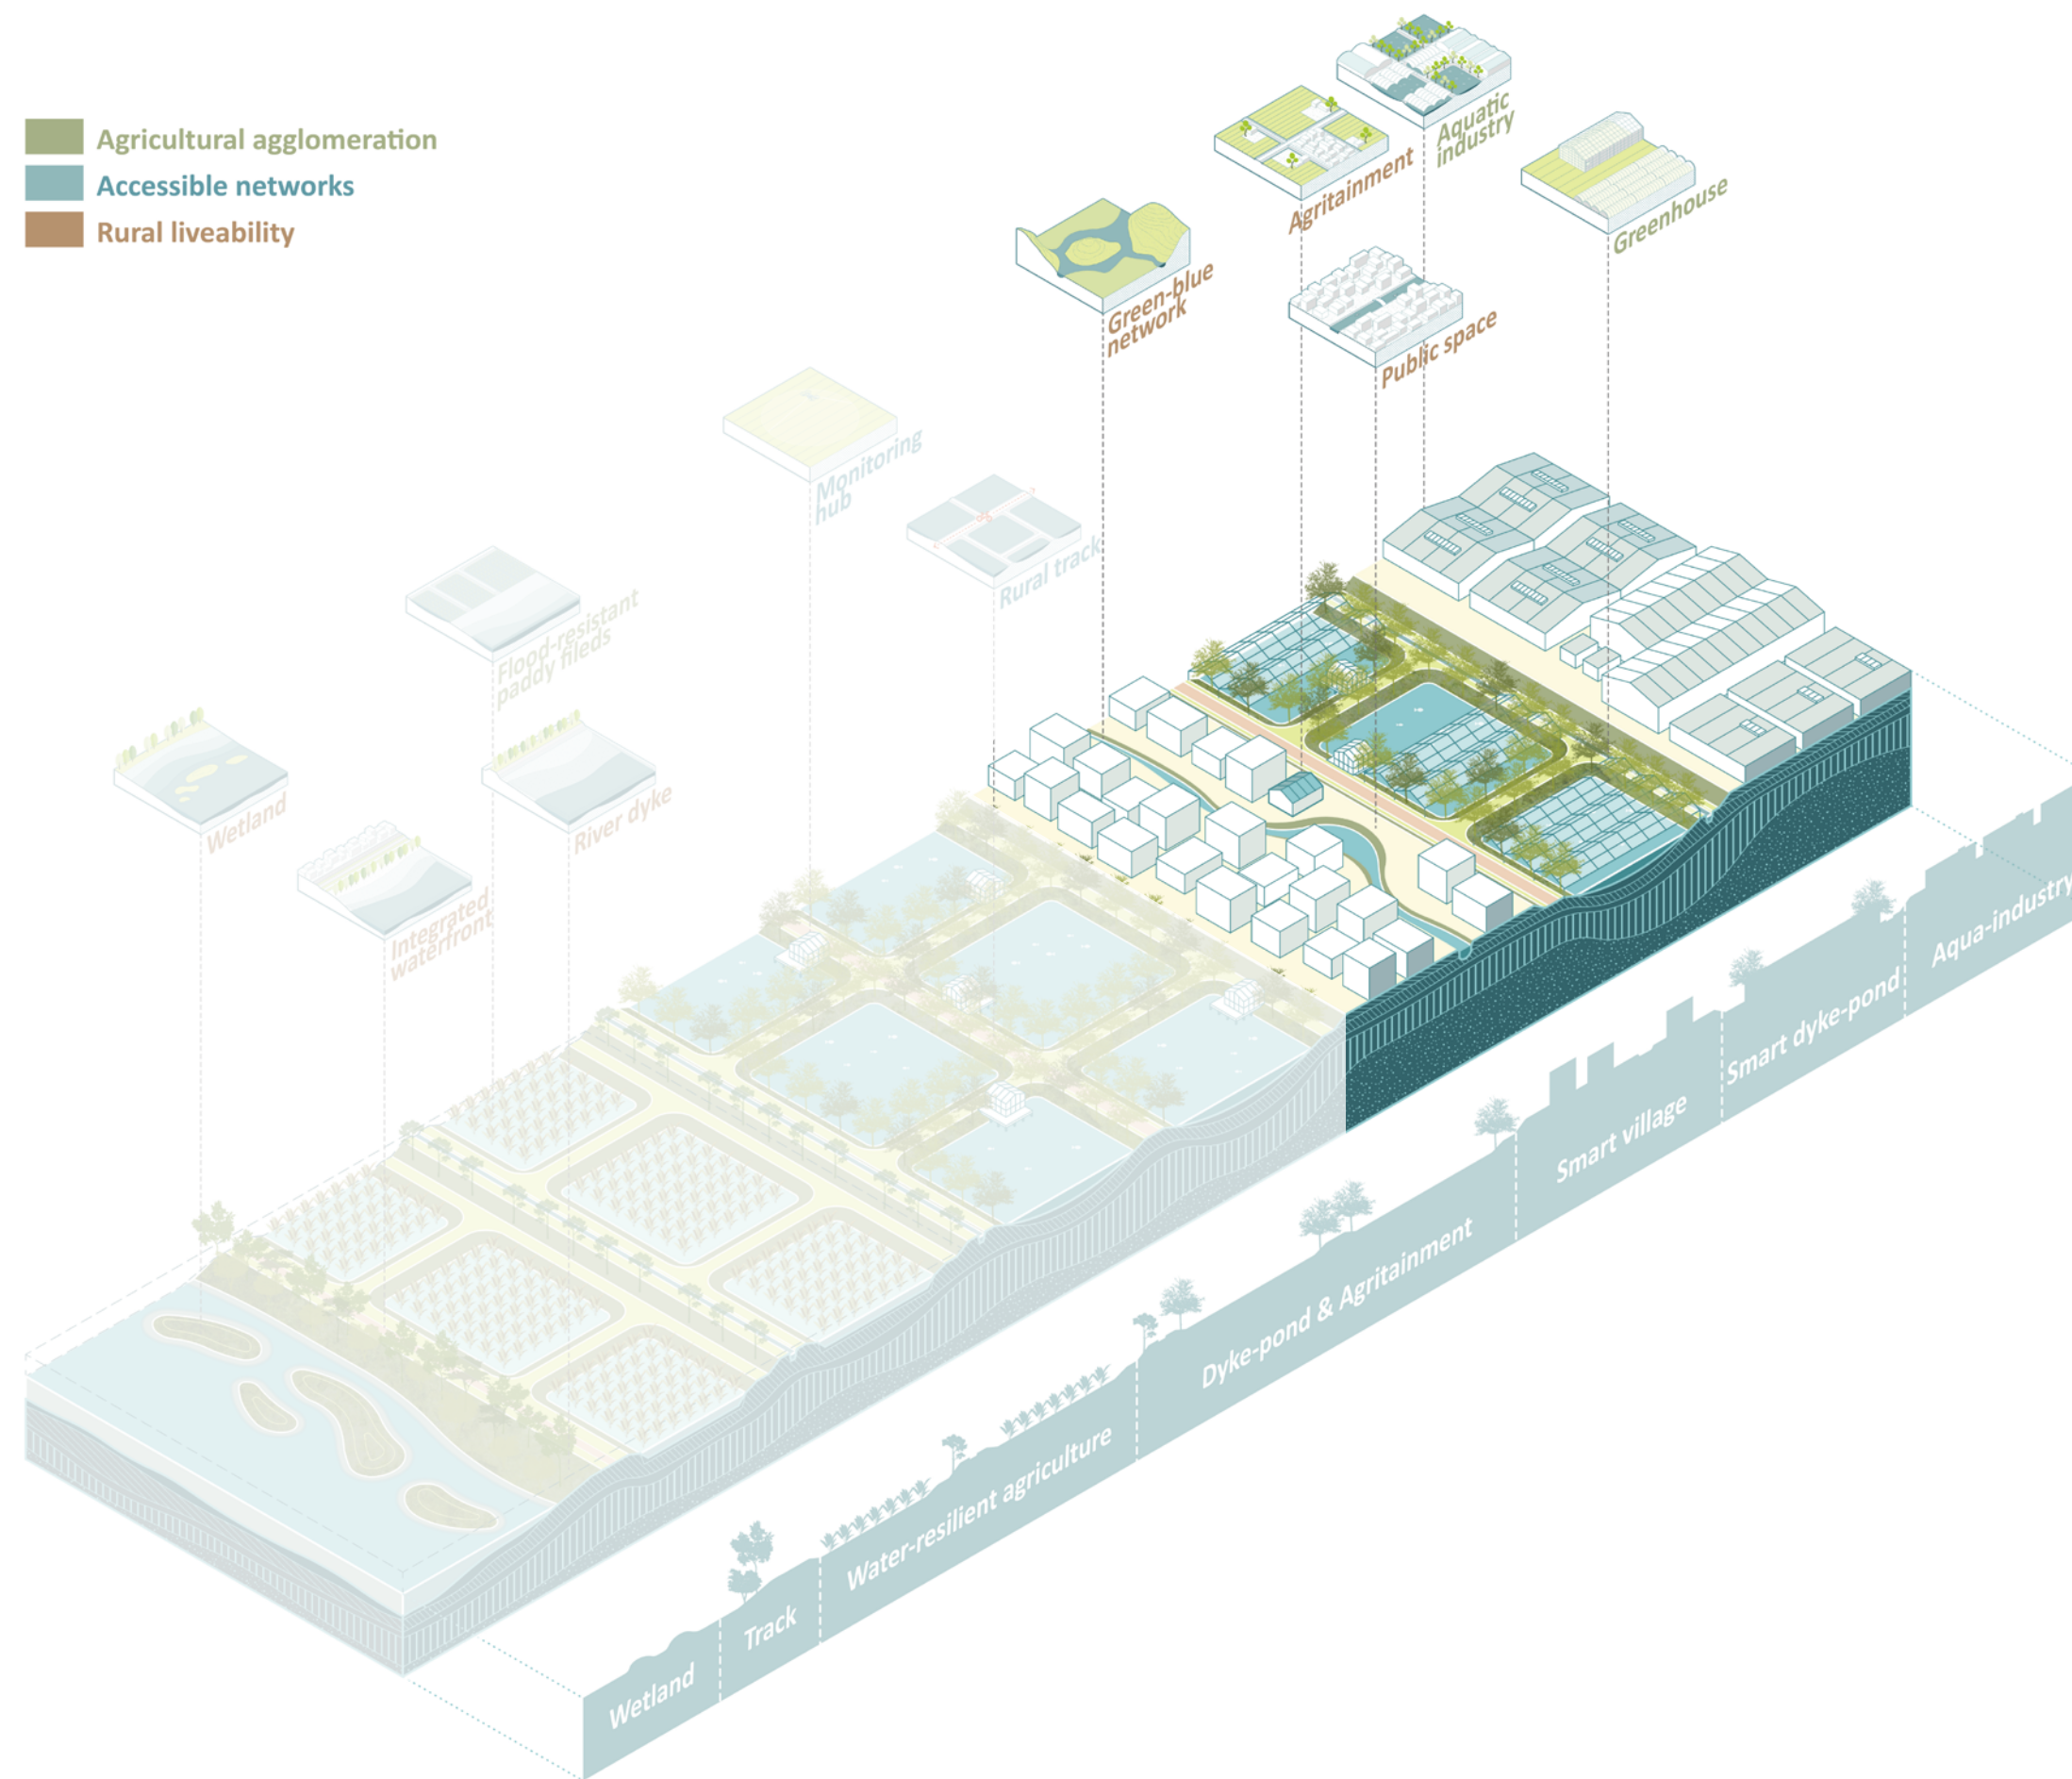 Agricultural agglomeration
Accessible networks
Rural liveability
Aquatic
industry
Agritainment
Greenhouse
Green-blue
network
Public space
Monitoring
hub
Rural track
Flood-resistant
paddy fileds
Wetland
River dyke
Integrated
waterfront
Wetland
Track
Water-resilient agriculture
Dyke-pond & Agritainment
Smart village
Smart dyke-pond
Aqua-industry